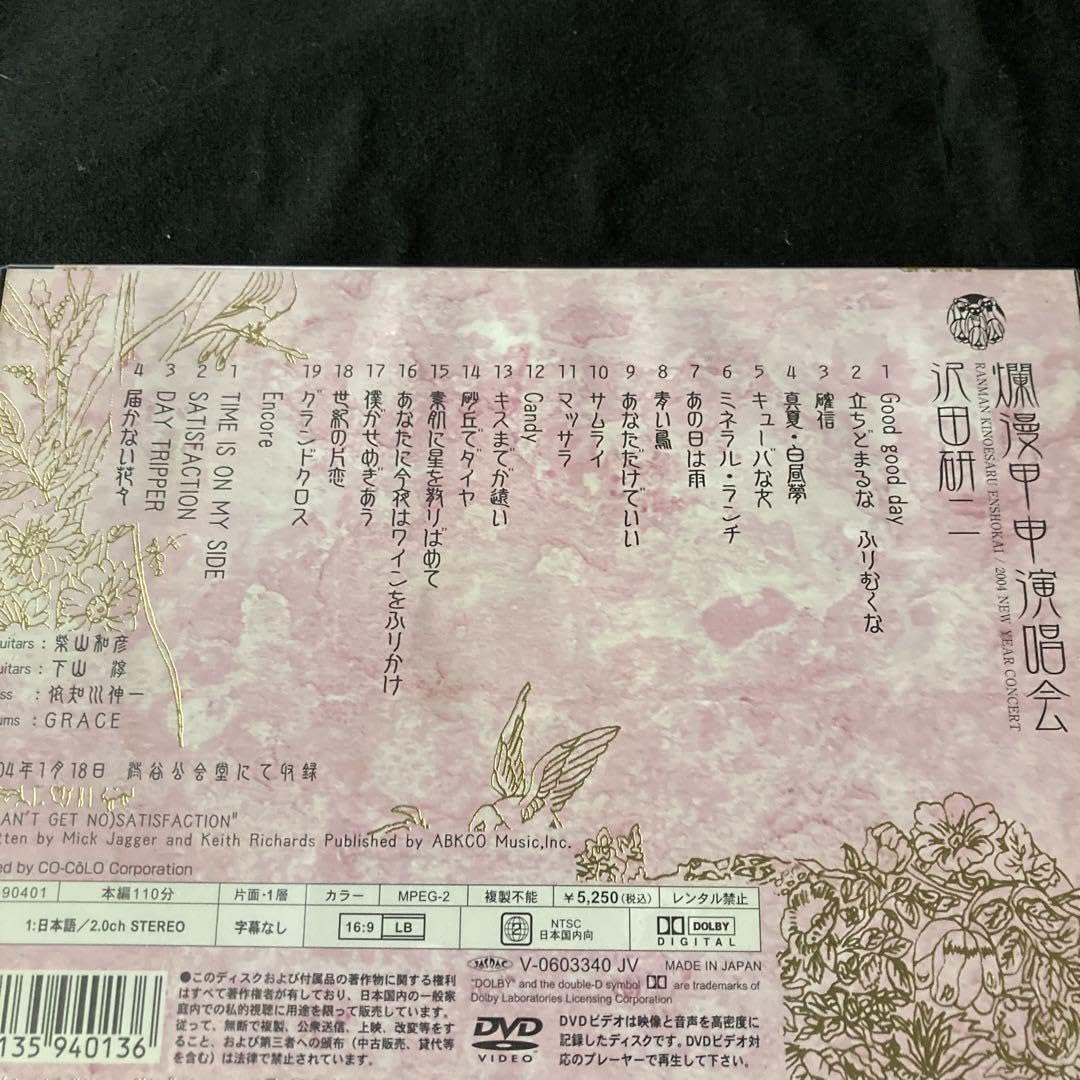 爛漫甲申演唱会
RANMAN KINOESARU ENSHOKAI / 2004 NEW YEAR CONCERT
沢田研二
1 Good good day
2 立ちどまるな ふりむくな
3 確信
4 真夏・白昼夢
5 キューバな女
6 ミネラル・ランチ
7 あの日は雨
8 青い鳥
9 あなただけでいい
10 サムライ
11 マッサラ
12 Candy
13 キスまでが遠い
14 砂丘でダイヤ
15 素肌に星を散りばめて
16 あなたに今夜はワインをふりかけ
17 僕がせめぎあう
18 世紀の片恋
19 グランドクロス
Encore
1 TIME IS ON MY SIDE
2 SATISFACTION
3 DAY TRIPPER
4 届かない花々
uitars : 柴山和彦
uitars : 下山 淳
ss : 依知川伸一
ums : GRACE
04年1月18日 渋谷公会堂にて収録
AN'T GET NO)SATISFACTION"
tten by Mick Jagger and Keith Richards Published by ABKCO Music,Inc.
ed by CO-CōLO Corporation
90401 本編110分 片面・1層 カラー MPEG-2 複製不能 ¥5,250(税込) レンタル禁止
1:日本語/2.0ch STEREO 字幕なし 16:9 LB 2 NTSC 日本国内向 DOLBY DIGITAL
JASRAC V-0603340 JV MADE IN JAPAN
"DOLBY" and the double-D symbol are trademarks of
Dolby Laboratories Licensing Corporation
●このディスクおよび付属品の著作物に関する権利
はすべて著作権者が有しており、日本国内の一般家
庭内での私的視聴に用途を限って販売しています。
従って、無断で複製、公衆送信、上映、改変等をす
ること、および第三者への頒布(中古販売、貸代等
を含む)は法律で禁止されています。
DVD VIDEO
DVDビデオは映像と音声を高密度に
記録したディスクです。DVDビデオ対
応のプレーヤーで再生して下さい。
135 940136